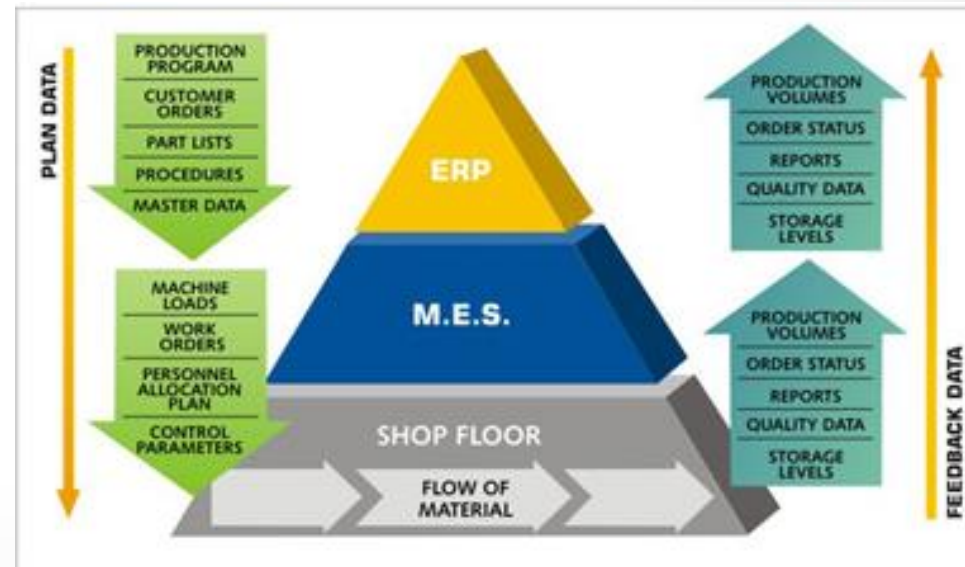 PLAN DATA
PRODUCTION
PROGRAM
CUSTOMER
ORDERS
PART LISTS
PROCEDURES
MASTER DATA
MACHINE
LOADS
WORK
ORDERS
PERSONNEL
ALLOCATION
PLAN
CONTROL
PARAMETERS
ERP
M.E.S.
SHOP FLOOR
FLOW OF
MATERIAL
PRODUCTION
VOLUMES
ORDER STATUS
REPORTS
QUALITY DATA
STORAGE
LEVELS
PRODUCTION
VOLUMES
ORDER STATUS
REPORTS
QUALITY DATA
STORAGE
LEVELS
FEEDBACK DATA